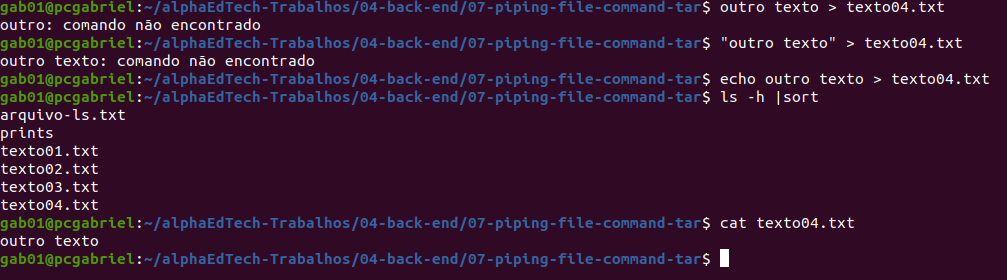 gab01@pcgabriel:~/alphaEdTech-Trabalhos/04-back-end/07-piping-file-command-tar$ outro texto > texto04.txt
outro: comando não encontrado
gab01@pcgabriel:~/alphaEdTech-Trabalhos/04-back-end/07-piping-file-command-tar$ "outro texto" > texto04.txt
outro texto: comando não encontrado
gab01@pcgabriel:~/alphaEdTech-Trabalhos/04-back-end/07-piping-file-command-tar$ echo outro texto > texto04.txt
gab01@pcgabriel:~/alphaEdTech-Trabalhos/04-back-end/07-piping-file-command-tar$ ls -h |sort
arquivo-ls.txt
prints
texto01.txt
texto02.txt
texto03.txt
texto04.txt
gab01@pcgabriel:~/alphaEdTech-Trabalhos/04-back-end/07-piping-file-command-tar$ cat texto04.txt
outro texto
gab01@pcgabriel:~/alphaEdTech-Trabalhos/04-back-end/07-piping-file-command-tar$